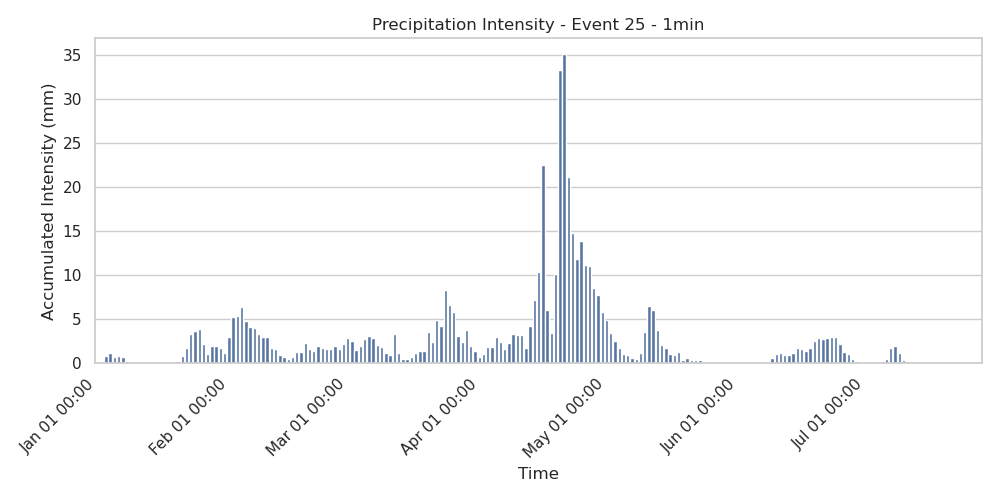 Precipitation Intensity - Event 25 - 1min
Accumulated Intensity (mm)
35
30
25
20
15
10
5
0
Jan 01 00:00
Feb 01 00:00
Mar 01 00:00
Apr 01 00:00
May 01 00:00
Jun 01 00:00
Jul 01 00:00
Time